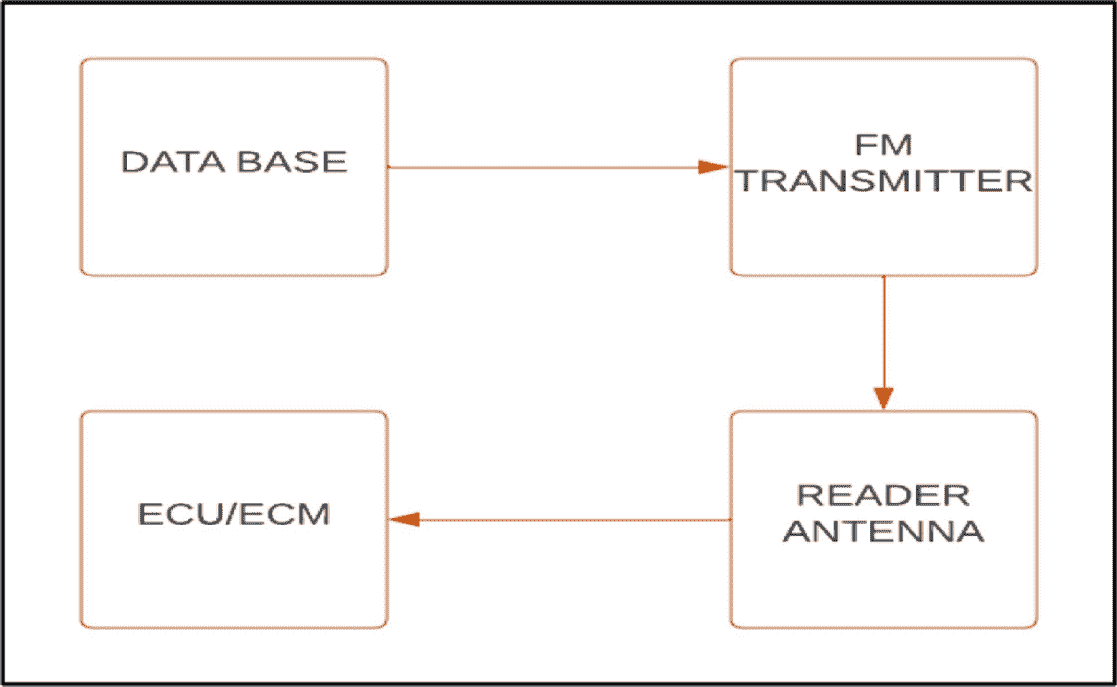 DATA BASE
FM
TRANSMITTER
ECU/ECM
READER
ANTENNA